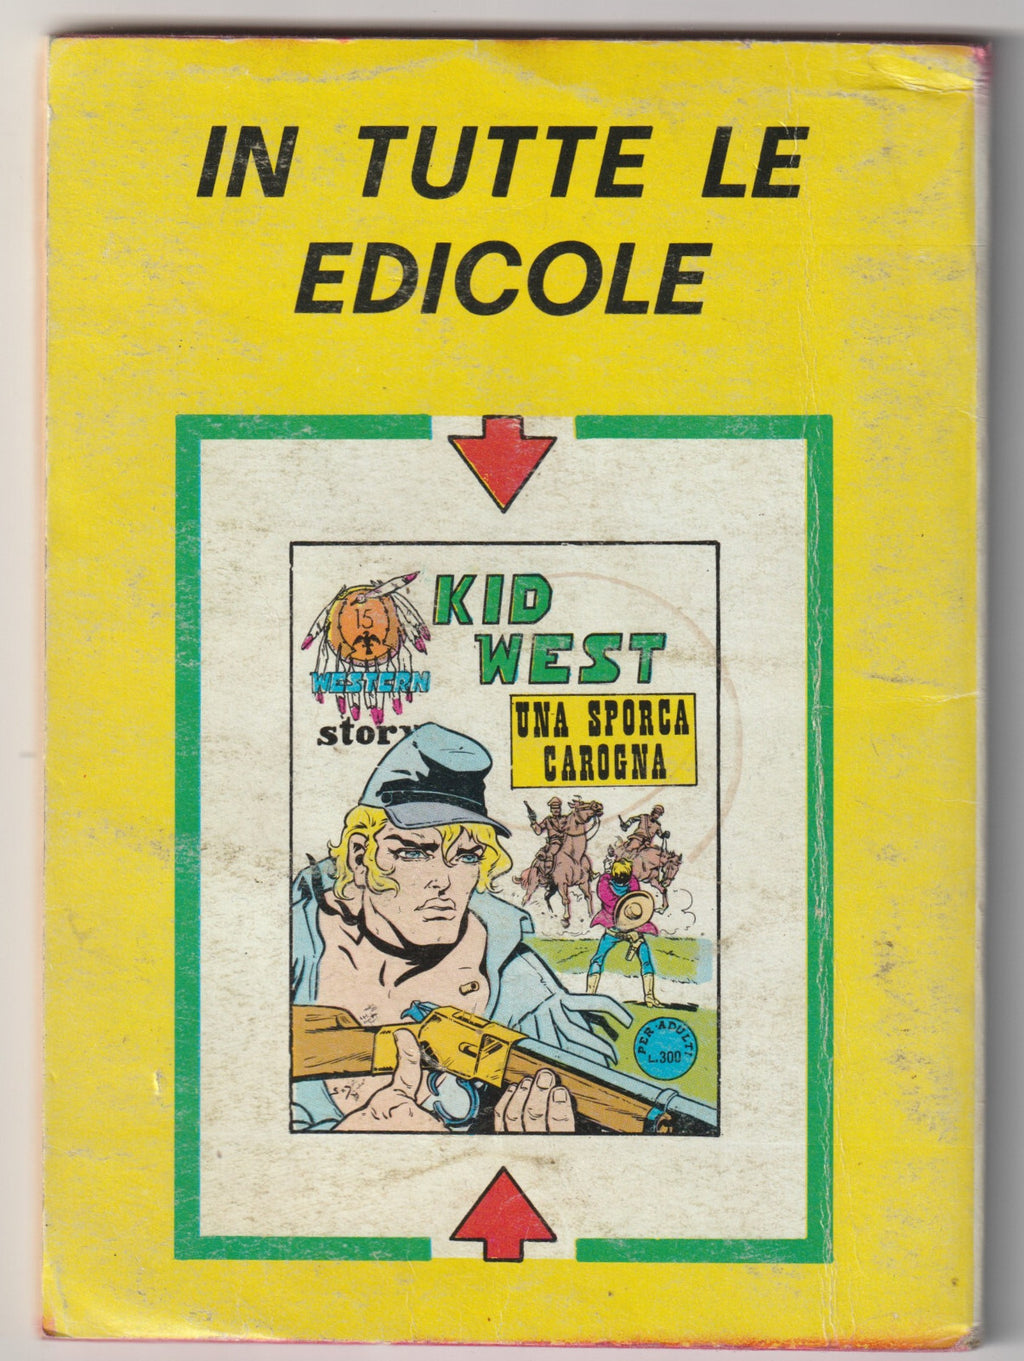 IN TUTTE LE
EDICOLE
15
WESTERN
story
KID
WEST
UNA SPORCA
CAROGNA
PER ADULTI
L.300